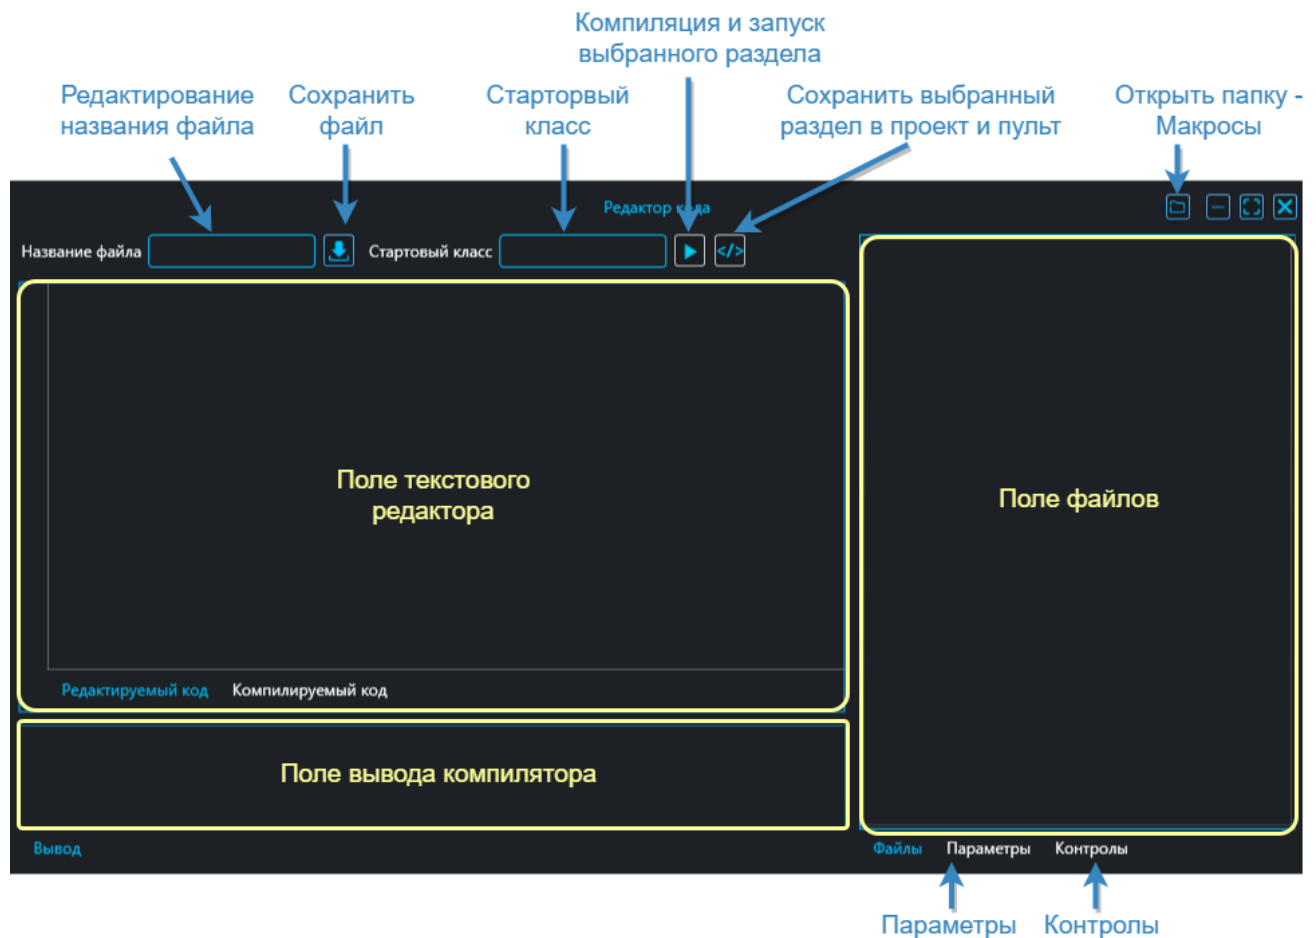 Компиляция и запуск
выбранного раздела
Редактирование
названия файла
Сохранить
файл
Старторвый
класс
Сохранить выбранный
раздел в проект и пульт
Открыть папку -
Макросы
Редактор кода
Название файла
Стартовый класс
</>
Поле текстового
редактора
Поле файлов
Редактируемый код Компилируемый код
Поле вывода компилятора
Вывод
Файлы Параметры Контролы
Параметры Контролы